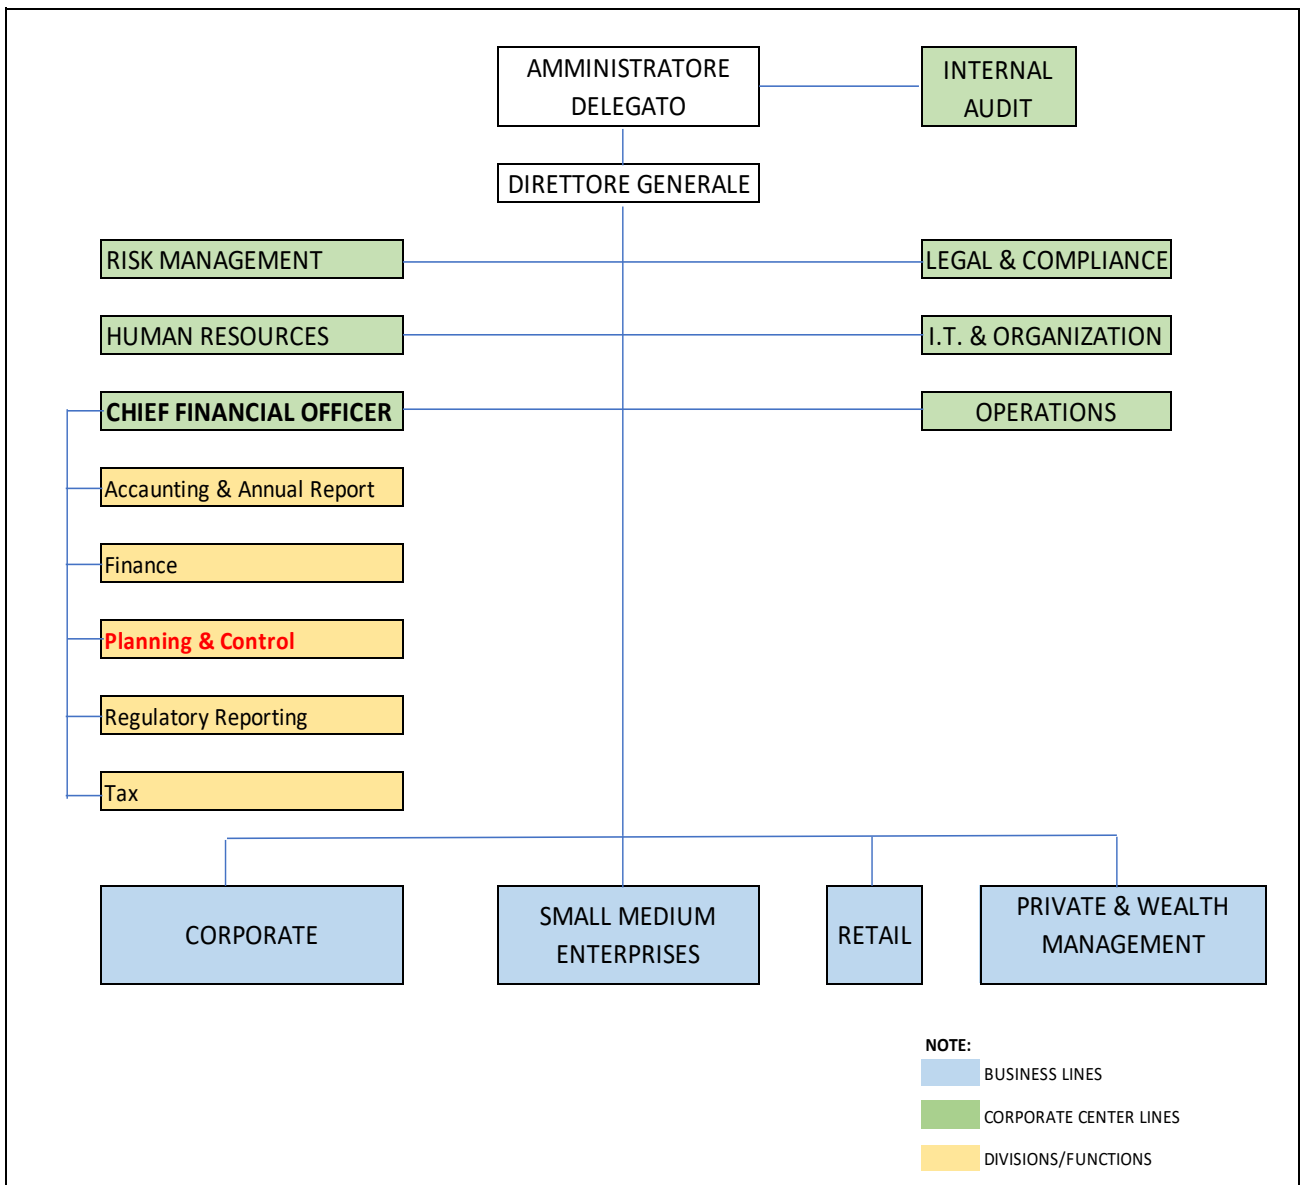 AMMINISTRATORE
DELEGATO
INTERNAL
AUDIT
DIRETTORE GENERALE
RISK MANAGEMENT
LEGAL & COMPLIANCE
HUMAN RESOURCES
I.T. & ORGANIZATION
CHIEF FINANCIAL OFFICER
OPERATIONS
Accaunting & Annual Report
Finance
Planning & Control
Regulatory Reporting
Tax
CORPORATE
SMALL MEDIUM
ENTERPRISES
RETAIL
PRIVATE & WEALTH
MANAGEMENT
NOTE:
BUSINESS LINES
CORPORATE CENTER LINES
DIVISIONS/FUNCTIONS